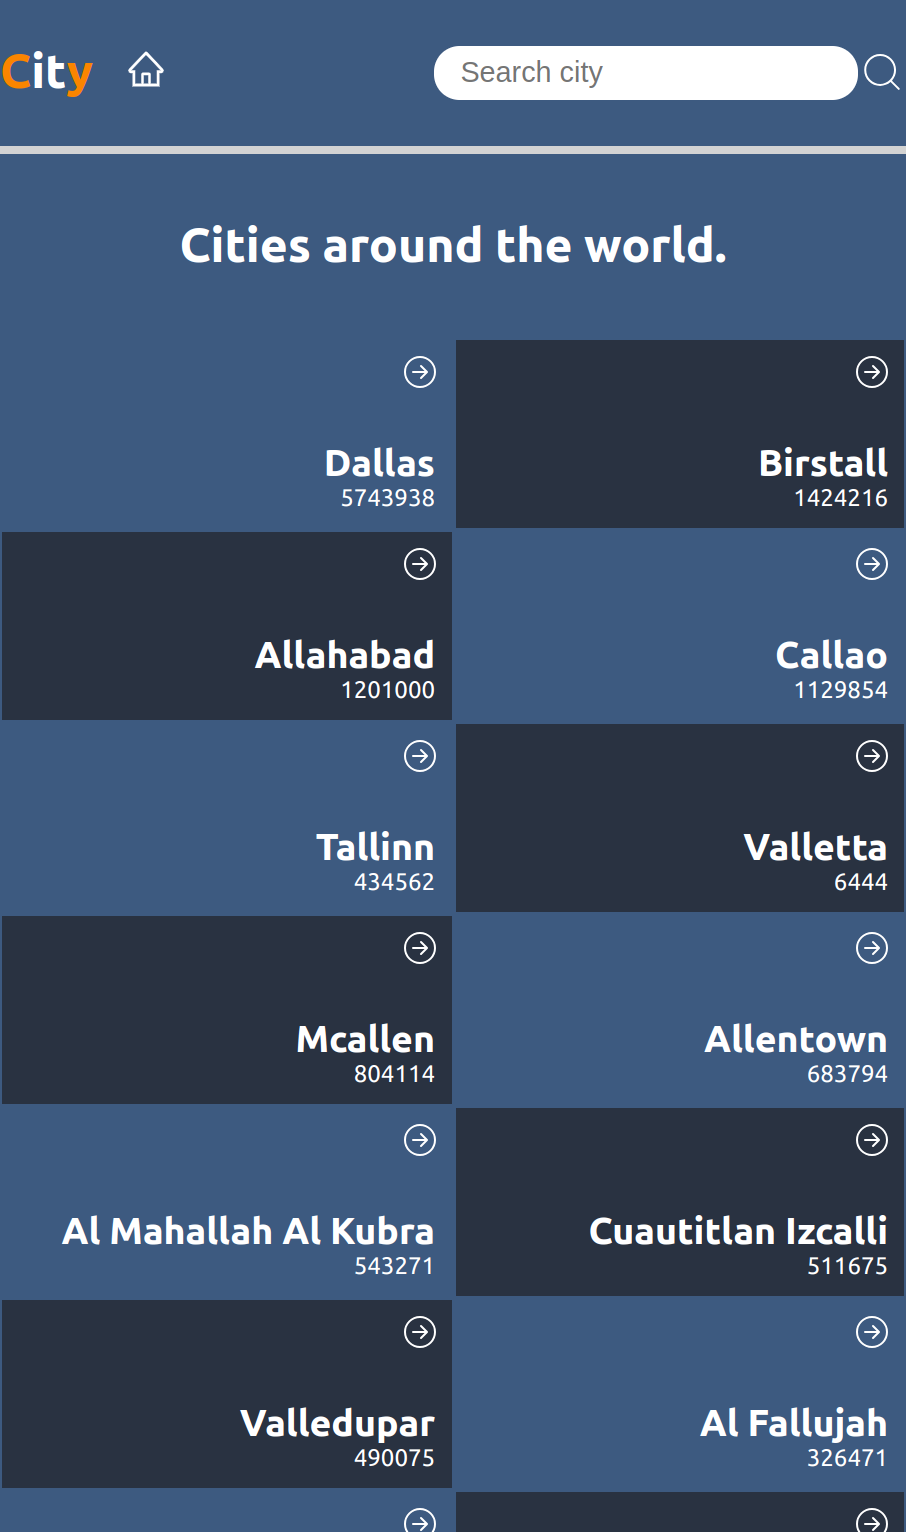 City
Search city
Cities around the world.
Dallas
5743938
Birstall
1424216
Allahabad
1201000
Callao
1129854
Tallinn
434562
Valletta
6444
Mcallen
804114
Allentown
683794
Al Mahallah Al Kubra
543271
Cuautitlan Izcalli
511675
Valledupar
490075
Al Fallujah
326471